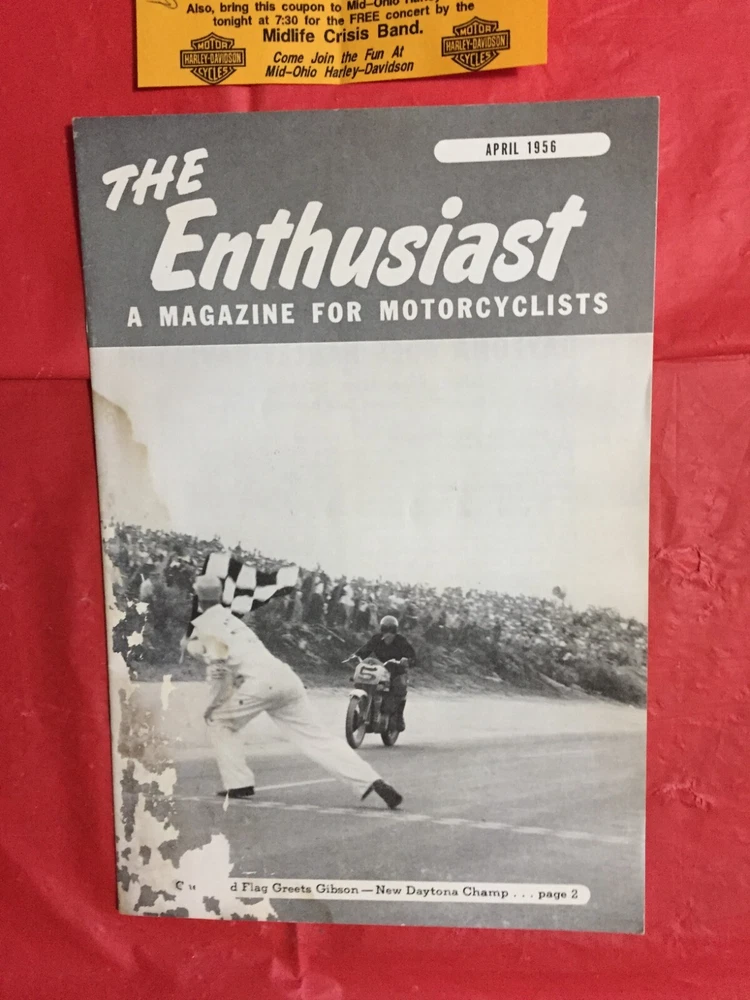 Also, bring this coupon to Mid-Ohio
tonight at 7:30 for the FREE concert by the
Midlife Crisis Band.
MOTOR
HARLEY-DAVIDSON
CYCLES
Come Join the Fun At
Mid-Ohio Harley-Davidson
MOTOR
HARLEY-DAVIDSON
CYCLES
APRIL 1956
THE
Enthusiast
A MAGAZINE FOR MOTORCYCLISTS
5
d Flag Greets Gibson — New Daytona Champ . . . page 2